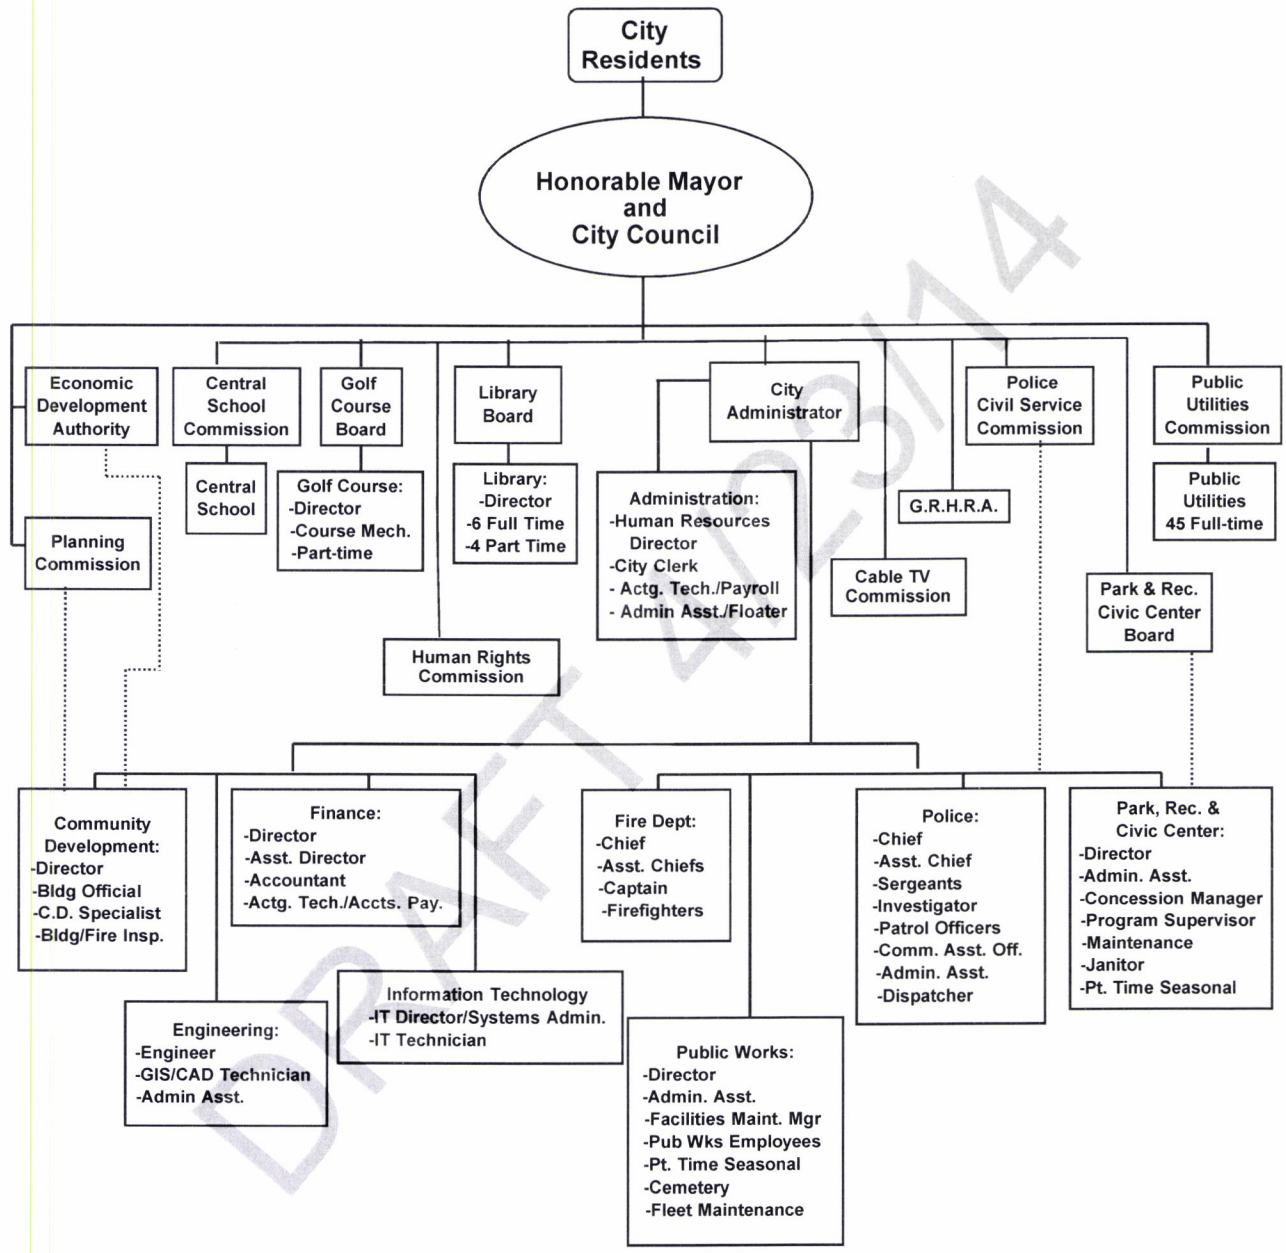 City
Residents
Honorable Mayor
and
City Council
Economic
Development
Authority
Central
School
Commission
Golf
Course
Board
Library
Board
City
Administrator
Police
Civil Service
Commission
Public
Utilities
Commission
Central
School
Golf Course:
-Director
-Course Mech.
-Part-time
Library:
-Director
-6 Full Time
-4 Part Time
Administration:
-Human Resources
Director
-City Clerk
- Actg. Tech./Payroll
- Admin Asst./Floater
G.R.H.R.A.
Public
Utilities
45 Full-time
Planning
Commission
Cable TV
Commission
Park & Rec.
Civic Center
Board
Human Rights
Commission
Community
Development:
-Director
-Bldg Official
-C.D. Specialist
-Bldg/Fire Insp.
Finance:
-Director
-Asst. Director
-Accountant
-Actg. Tech./Accts. Pay.
Fire Dept:
-Chief
-Asst. Chiefs
-Captain
-Firefighters
Police:
-Chief
-Asst. Chief
-Sergeants
-Investigator
-Patrol Officers
-Comm. Asst. Off.
-Admin. Asst.
-Dispatcher
Park, Rec. &
Civic Center:
-Director
-Admin. Asst.
-Concession Manager
-Program Supervisor
-Maintenance
-Janitor
-Pt. Time Seasonal
Engineering:
-Engineer
-GIS/CAD Technician
-Admin Asst.
Information Technology
-IT Director/Systems Admin.
-IT Technician
Public Works:
-Director
-Admin. Asst.
-Facilities Maint. Mgr
-Pub Wks Employees
-Pt. Time Seasonal
-Cemetery
-Fleet Maintenance
DRAFT 4/23/14